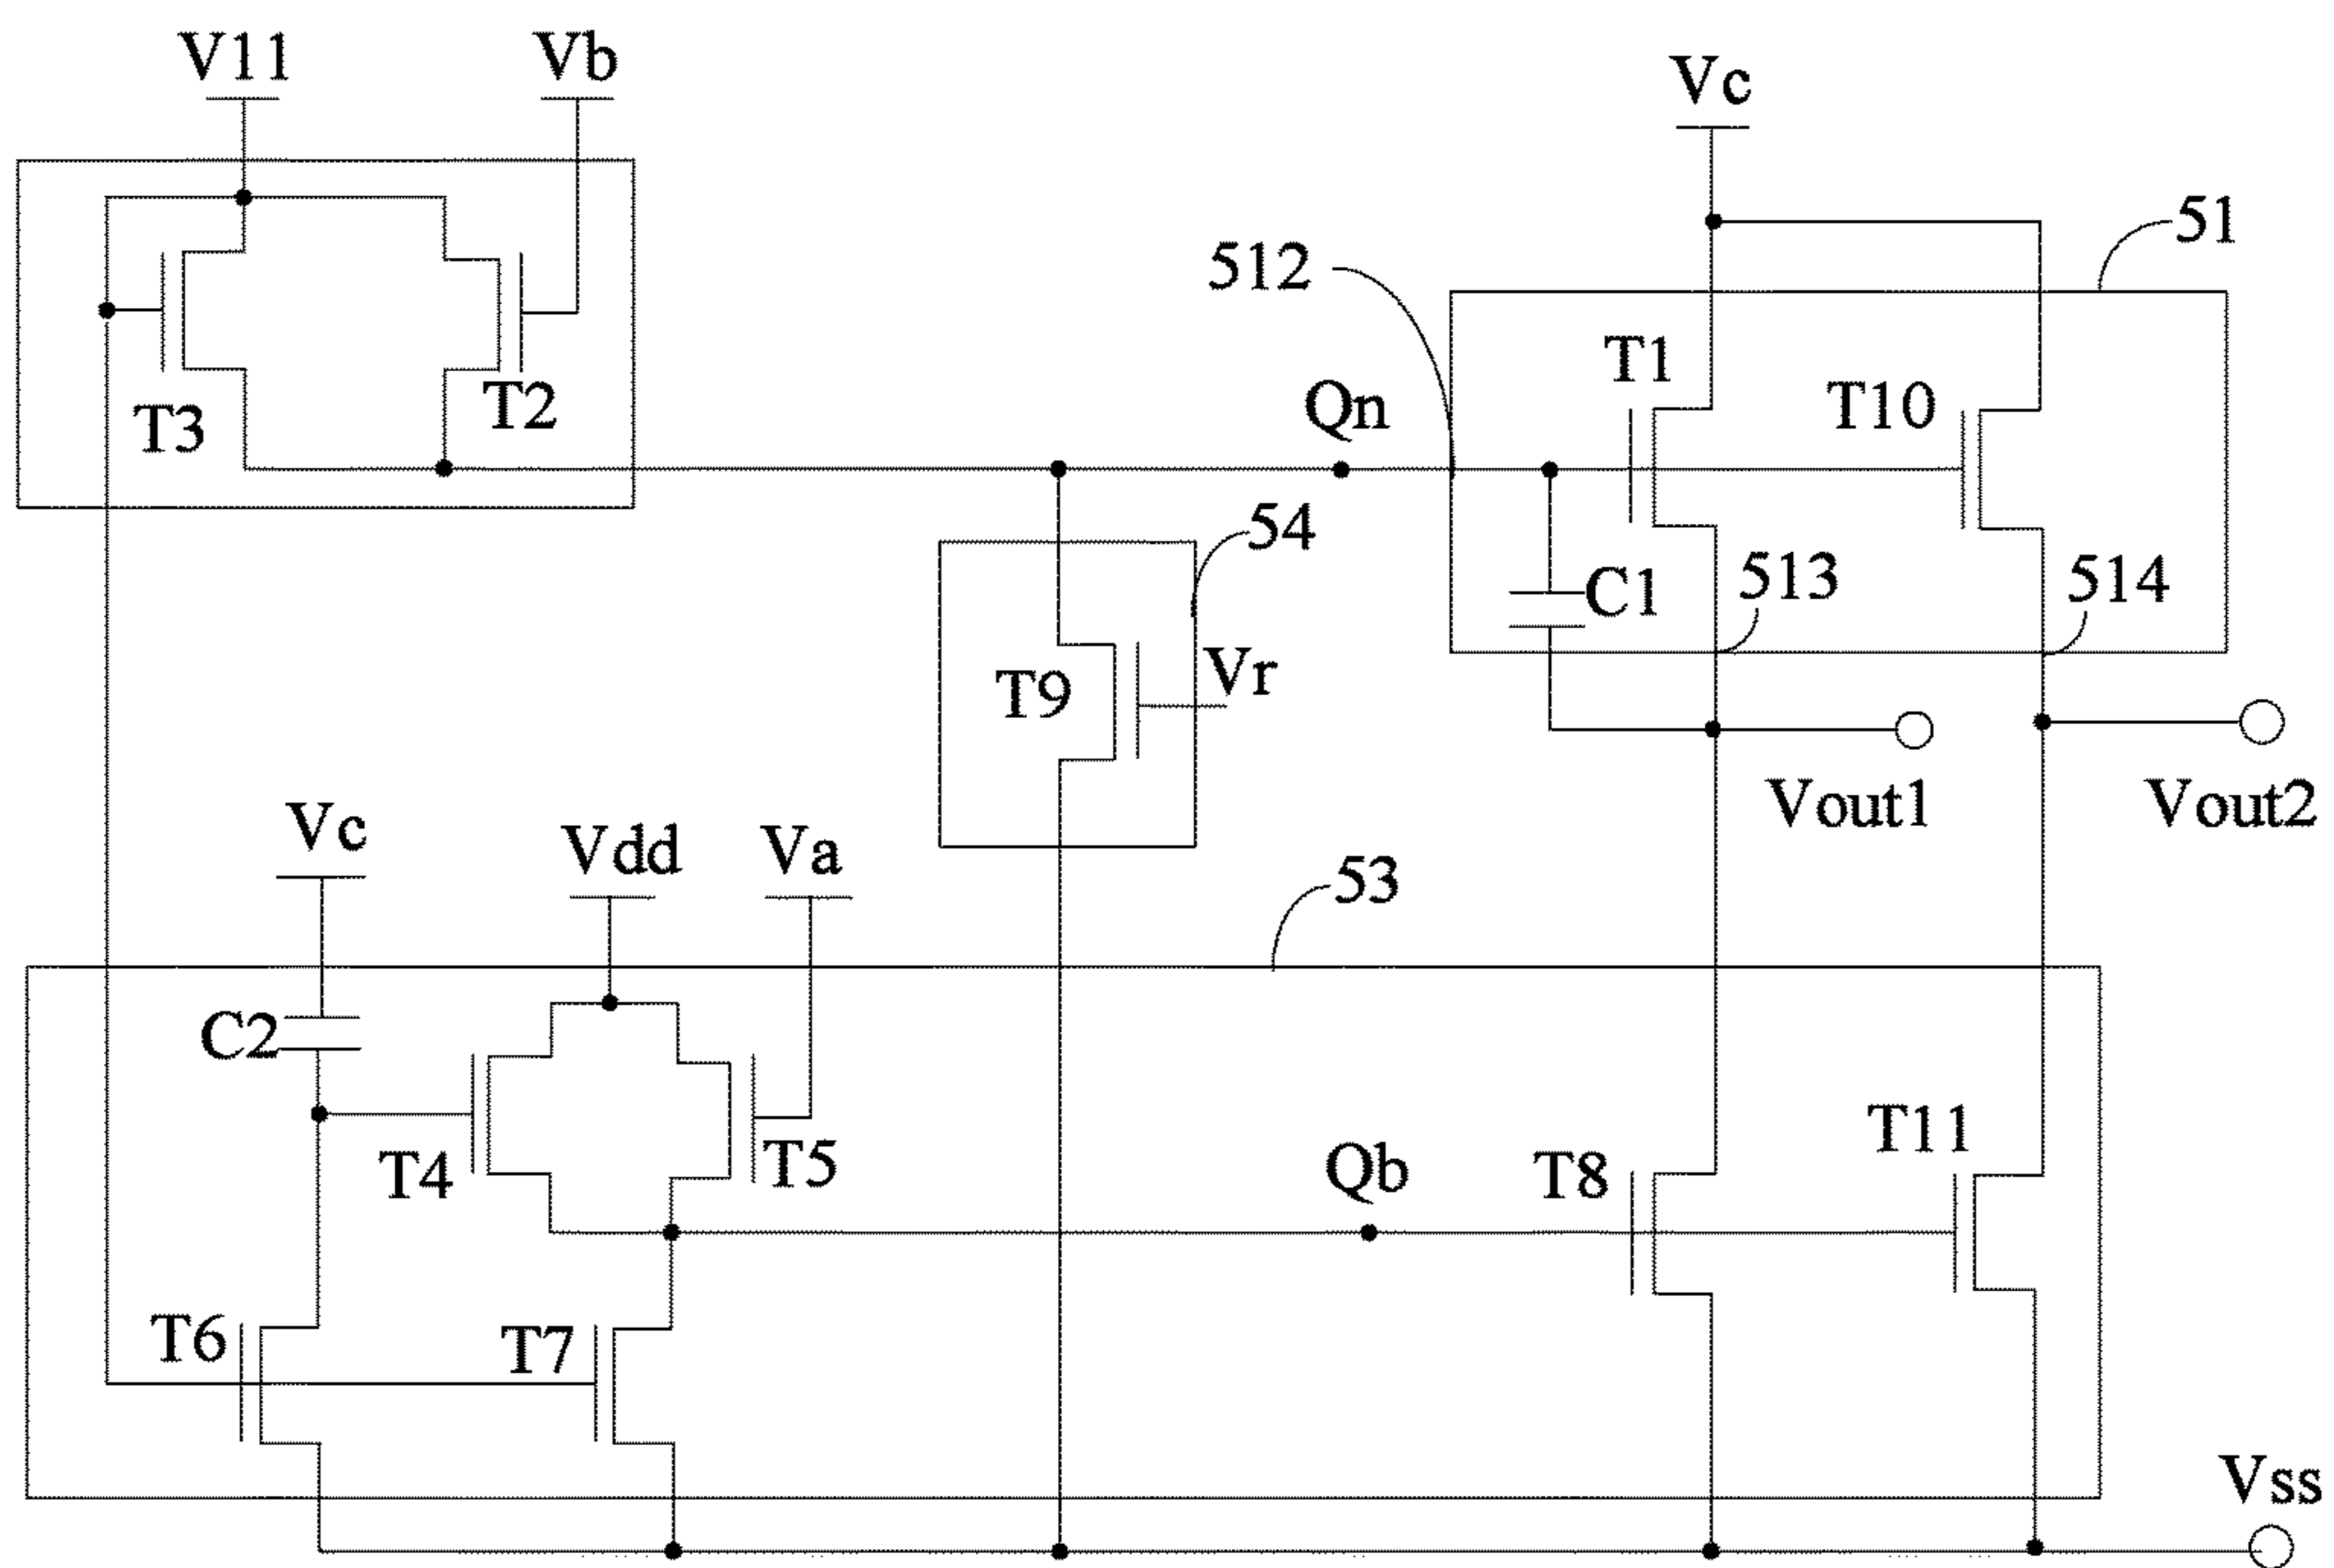 V11
Vb
Vc
51
512
T1
T10
Qn
T3
T2
54
513
514
C1
T9
Vr
Vout1
Vout2
Vc
Vdd
Va
53
C2
T4
T5
Qb
T8
T11
T6
T7
Vss